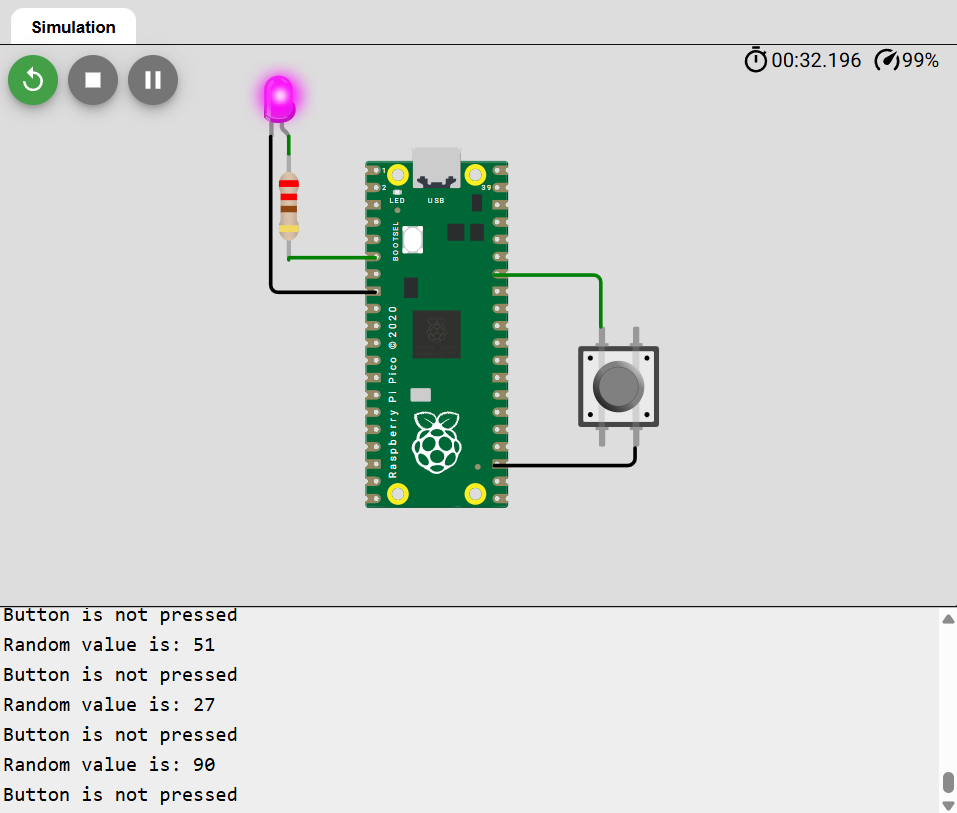 Simulation
00:32.196 99%
1
2
39
LED USB
BOOTSEL
Raspberry Pi Pico ©2020
Button is not pressed
Random value is: 51
Button is not pressed
Random value is: 27
Button is not pressed
Random value is: 90
Button is not pressed